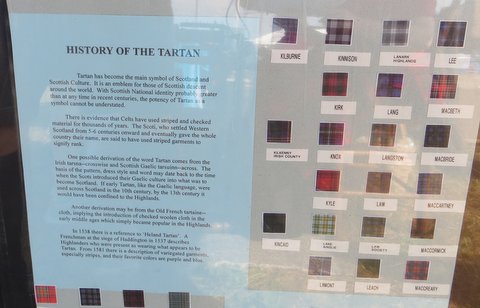 HISTORY OF THE TARTAN
Tartan has become the main symbol of Scotland and
Scottish Culture. It is an emblem for those of Scottish descent
around the world. With Scottish National identity probably greater
than at any time in recent centuries, the potency of Tartan as a
symbol cannot be understated.
There is evidence that Celts have used striped and checked
material for thousands of years. The Scoti, who settled Western
Scotland from 5-6 centuries onward and eventually gave the whole
country their name, are said to have used striped garments to
signify rank.
One possible derivation of the word Tartan comes from the
Irish tarsna—crosswise and Scottish Gaelic tarsuinn—across. The
basis of the pattern, dress style and word may date back to the time
when the Scoti introduced their Gaelic culture into what was to
become Scotland. If early Tartan, like the Gaelic language, were
used across Scotland in the 10th century, by the 13th century it
would have been confined to the Highlands.
Another derivation may be from the Old French tartaine—
cloth, implying the introduction of checked woolen cloth in the
early middle ages which simply became popular in the Highlands.
In 1538 there is a reference to 'Heland Tartan'. A
Frenchman at the siege of Haddington in 1537 describes
Highlanders who were present as wearing what appears to be
Tartan. From 1581 there is a description of variegated garments,
especially stripes, and their favorite colors are purple and blue.
KILBURNIE
KINNISON
LANARK
HIGHLANDS
LEE
KIRK
LANG
MACBETH
KILKENNY
IRISH COUNTY
KNOX
LANGSTON
MACBRIDE
KYLE
LAW
MACCARTNEY
KINCAID
LAKE
SOCIETY
MACCORMICK
LAMONT
LEACH
MACCREARY